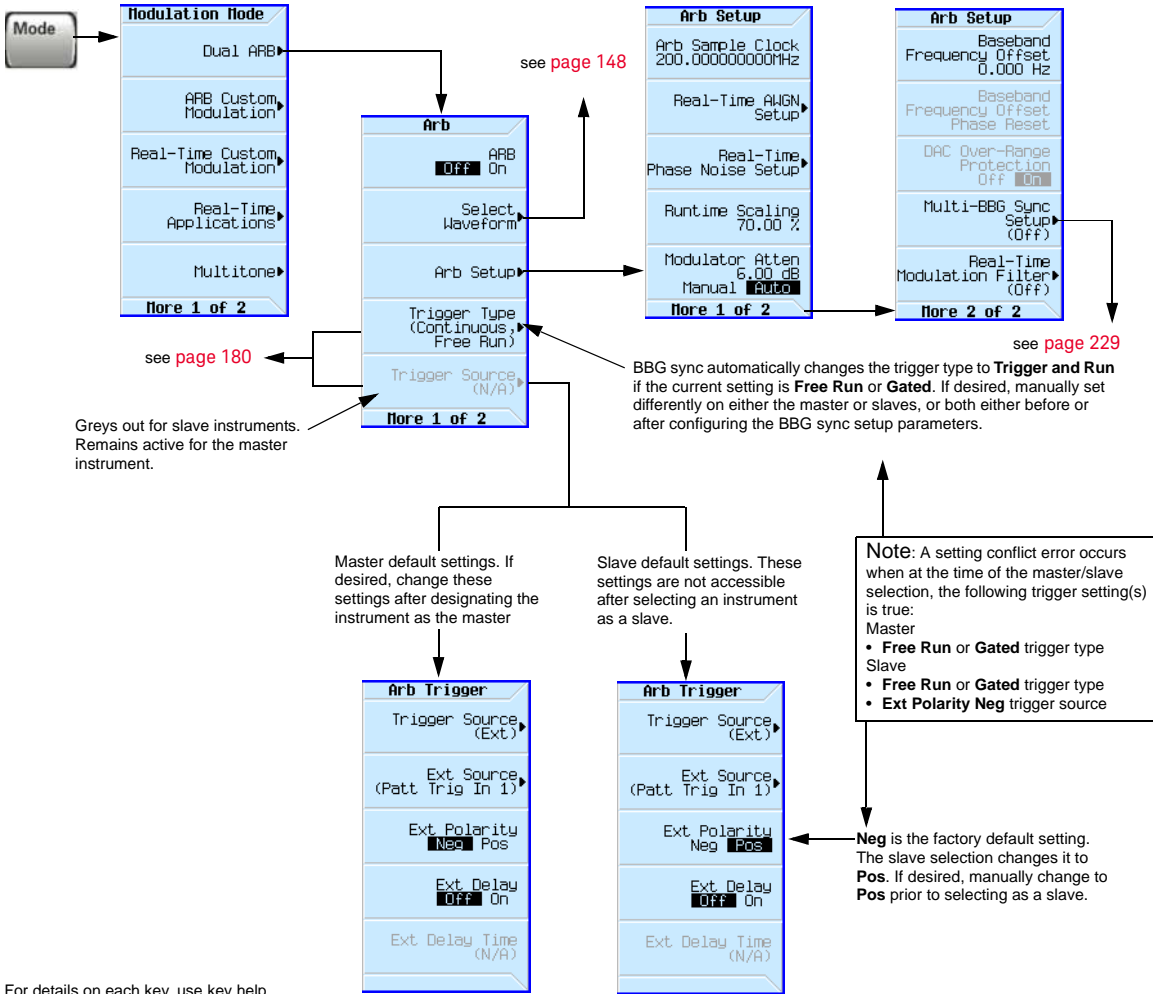 Mode
Modulation Mode
Dual ARB
ARB Custom
Modulation
Real-Time Custom
Modulation
Real-Time
Applications
Multitone
More 1 of 2
Arb
ARB
Off On
Select
Waveform
Arb Setup
Trigger Type
(Continuous,
Free Run)
Trigger Source
(N/A)
More 1 of 2
see page 148
Arb Setup
Arb Sample Clock
200.000000000MHz
Real-Time AWGN
Setup
Real-Time
Phase Noise Setup
Runtime Scaling
70.00 %
Modulator Atten
6.00 dB
Manual Auto
More 1 of 2
Arb Setup
Baseband
Frequency Offset
0.000 Hz
Baseband
Frequency Offset
Phase Reset
DAC Over-Range
Protection
Off On
Multi-BBG Sync
Setup
(Off)
Real-Time
Modulation Filter
(Off)
More 2 of 2
see page 229
see page 180
BBG sync automatically changes the trigger type to Trigger and Run
if the current setting is Free Run or Gated. If desired, manually set
differently on either the master or slaves, or both either before or
after configuring the BBG sync setup parameters.
Greys out for slave instruments.
Remains active for the master
instrument.
Master default settings. If
desired, change these
settings after designating the
instrument as the master
Slave default settings. These
settings are not accessible
after selecting an instrument
as a slave.
Note: A setting conflict error occurs
when at the time of the master/slave
selection, the following trigger setting(s)
is true:
Master
• Free Run or Gated trigger type
Slave
• Free Run or Gated trigger type
• Ext Polarity Neg trigger source
Arb Trigger
Trigger Source
(Ext)
Ext Source
(Patt Trig In 1)
Ext Polarity
Neg Pos
Ext Delay
Off On
Ext Delay Time
(N/A)
Arb Trigger
Trigger Source
(Ext)
Ext Source
(Patt Trig In 1)
Ext Polarity
Neg Pos
Ext Delay
Off On
Ext Delay Time
(N/A)
Neg is the factory default setting.
The slave selection changes it to
Pos. If desired, manually change to
Pos prior to selecting as a slave.
For details on each key, use key help